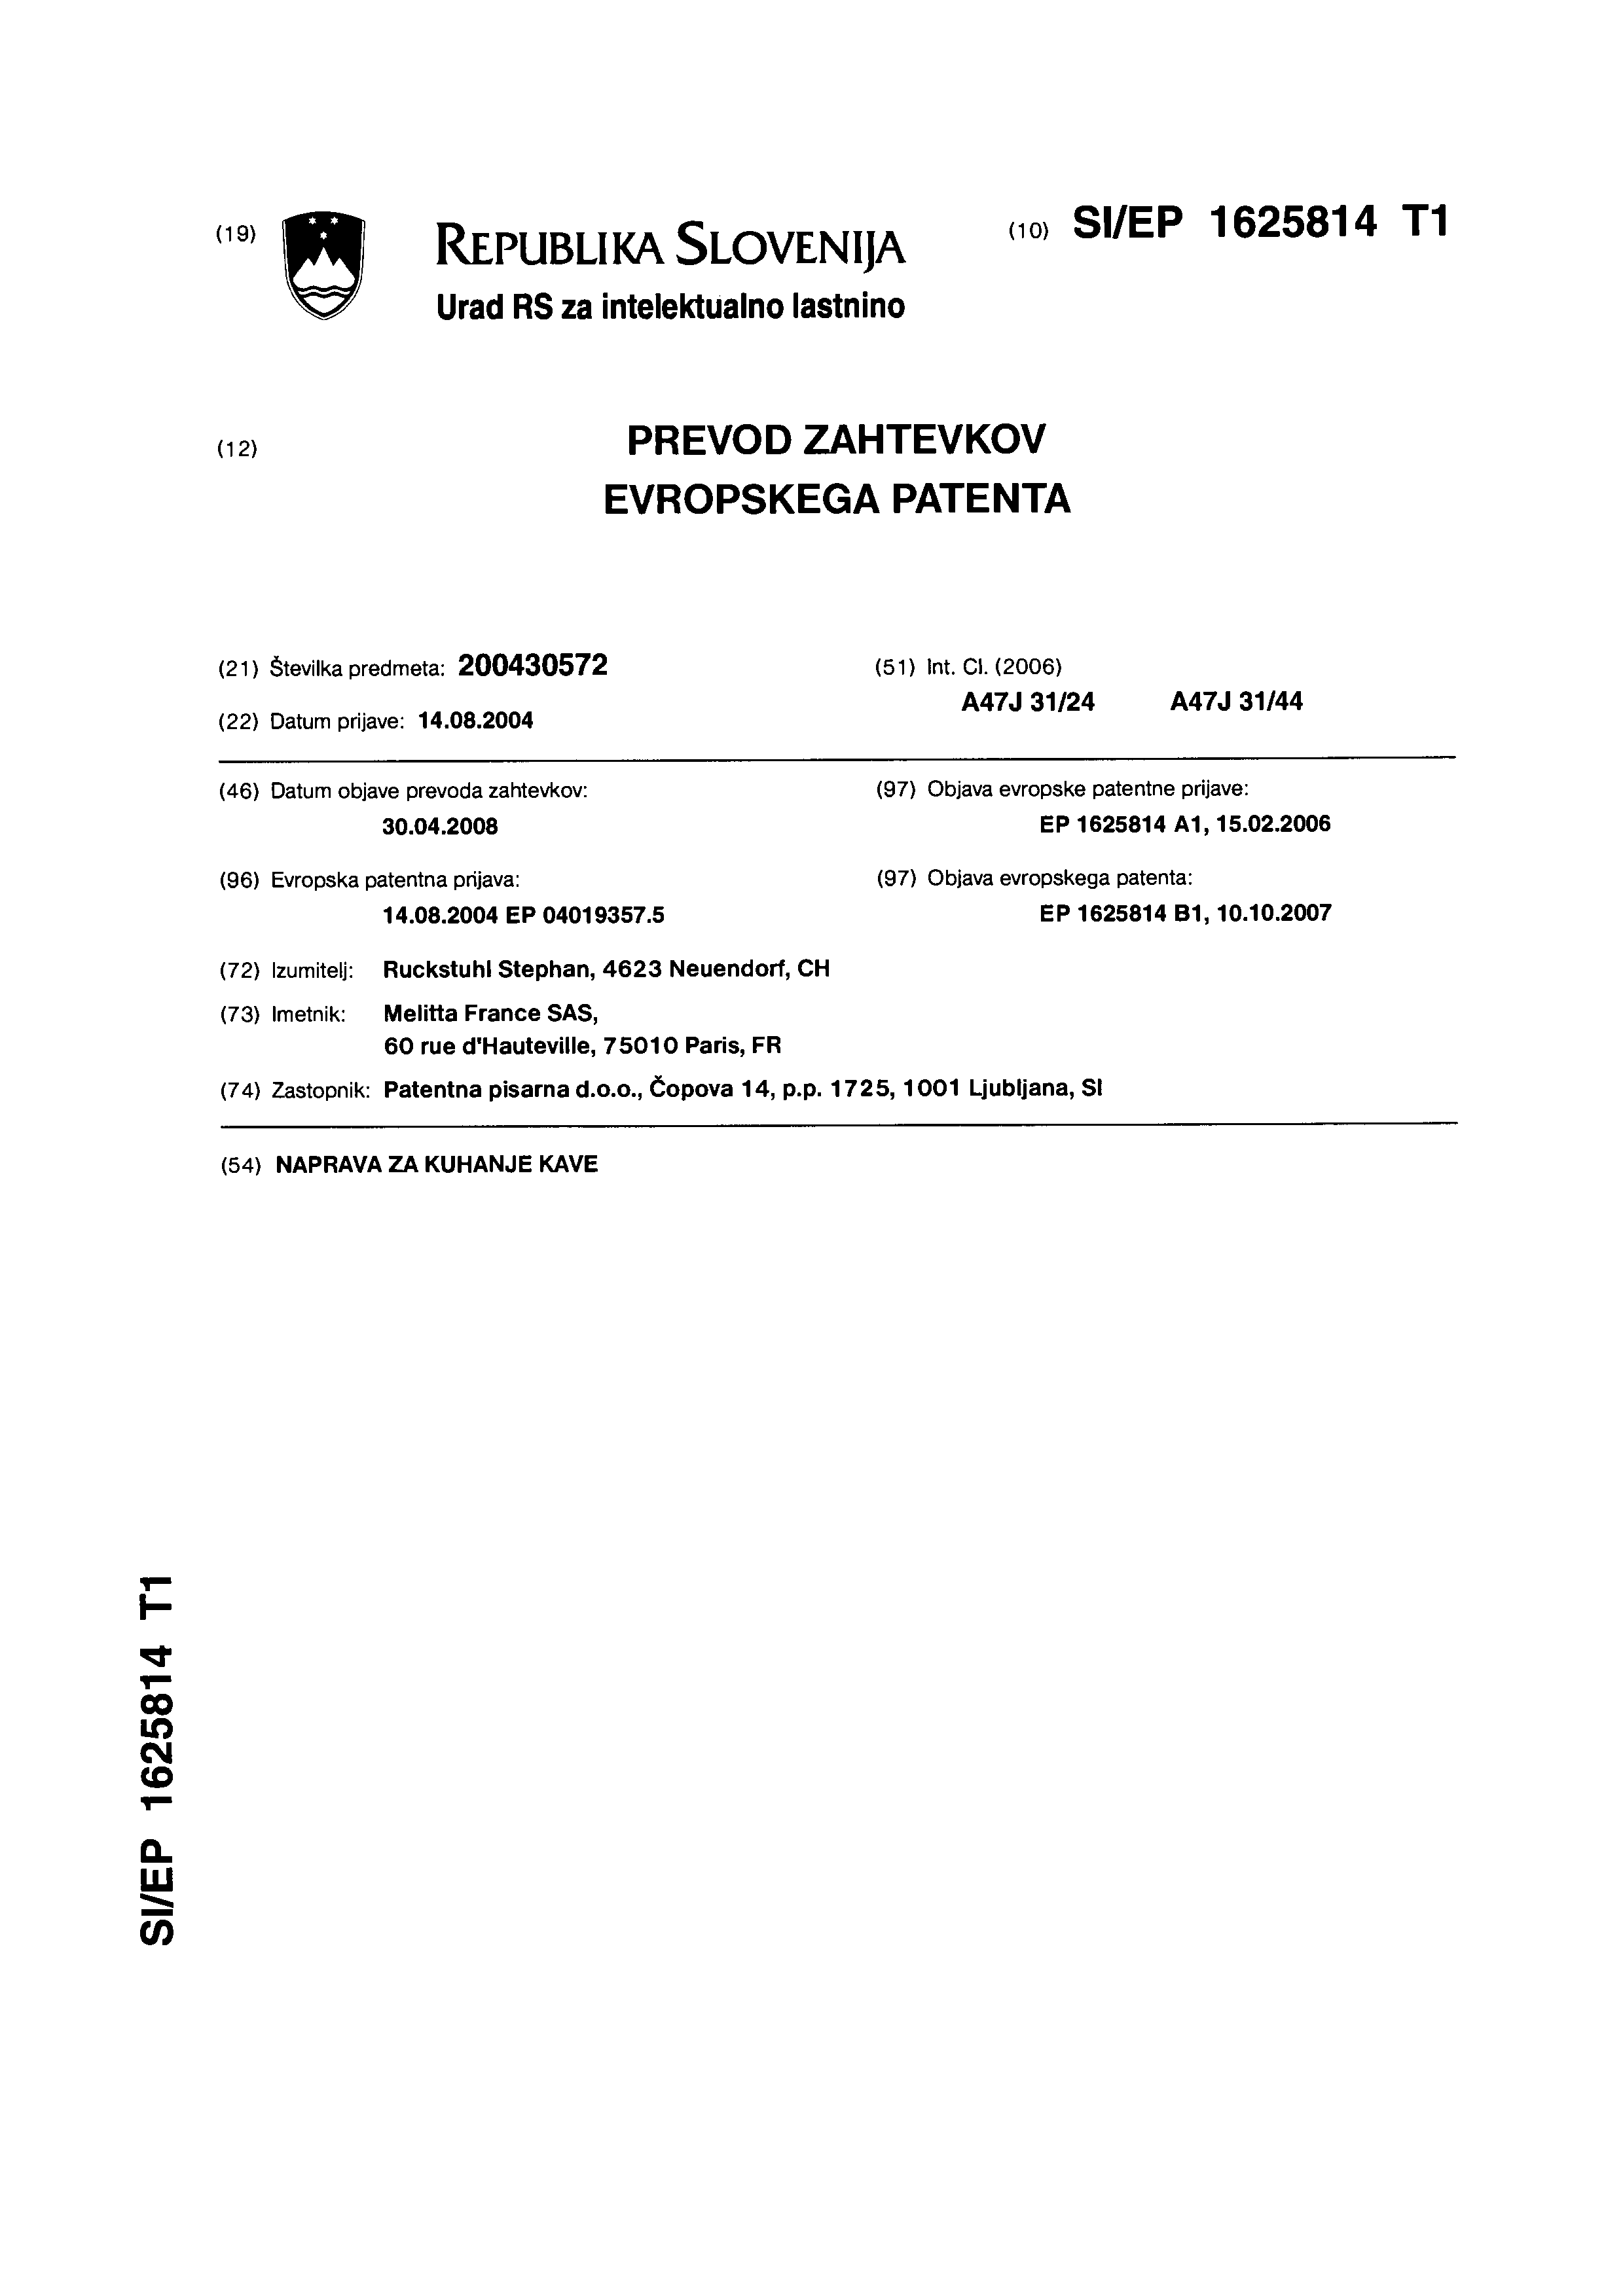 (19)
REPUBLIKA SLOVENIJA
Urad RS za intelektualno lastnino
(10) SI/EP 1625814 T1
(12)
PREVOD ZAHTEVKOV
EVROPSKEGA PATENTA
(21) Številka predmeta: 200430572
(22) Datum prijave: 14.08.2004
(51) Int. Cl. (2006)
A47J 31/24 A47J 31/44
(46) Datum objave prevoda zahtevkov:
30.04.2008
(97) Objava evropske patentne prijave:
EP 1625814 A1, 15.02.2006
(96) Evropska patentna prijava:
14.08.2004 EP 04019357.5
(97) Objava evropskega patenta:
EP 1625814 B1, 10.10.2007
(72) Izumitelj: Ruckstuhl Stephan, 4623 Neuendorf, CH
(73) Imetnik: Melitta France SAS,
60 rue d'Hauteville, 75010 Paris, FR
(74) Zastopnik: Patentna pisarna d.o.o., Čopova 14, p.p. 1725, 1001 Ljubljana, SI
(54) NAPRAVA ZA KUHANJE KAVE
SI/EP 1625814 T1